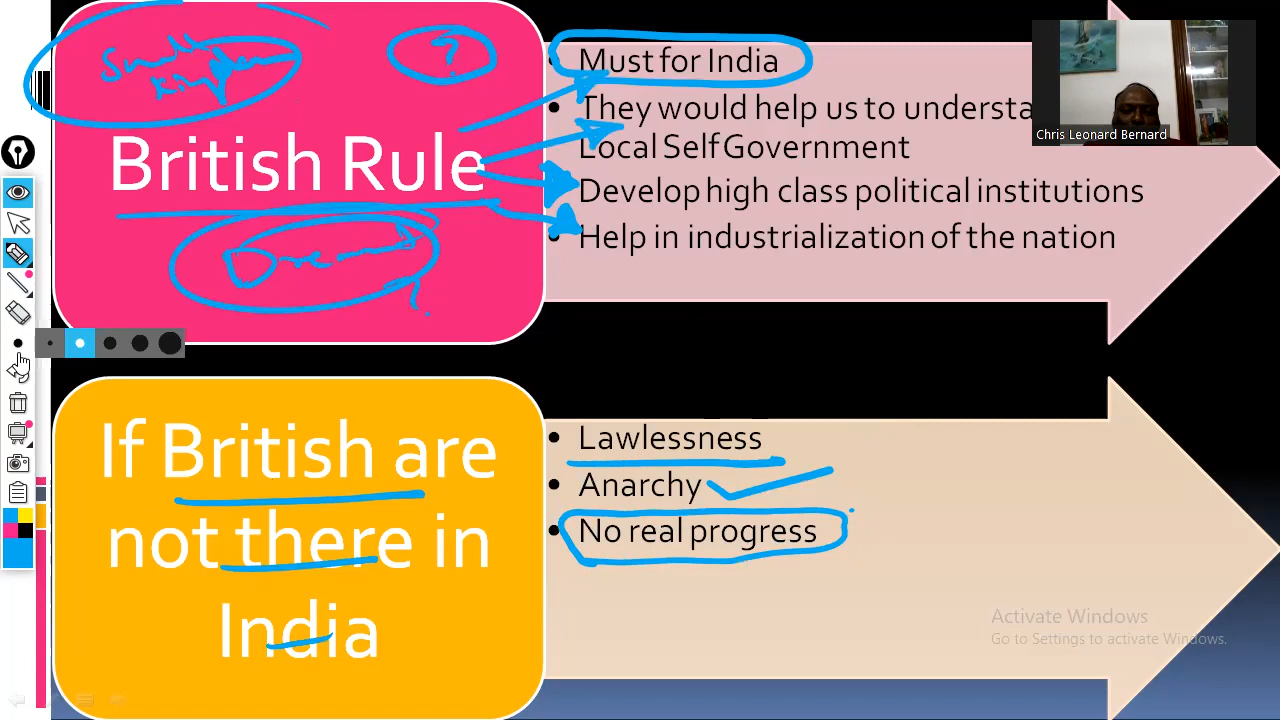 Small
?
British Rule
• Must for India
• They would help us to understa
Local Self Government
• Develop high class political institutions
• Help in industrialization of the nation
Chris Leonard Bernard
If British are
not there in
India
• Lawlessness
• Anarchy
• No real progress
Activate Windows
Go to Settings to activate Windows.